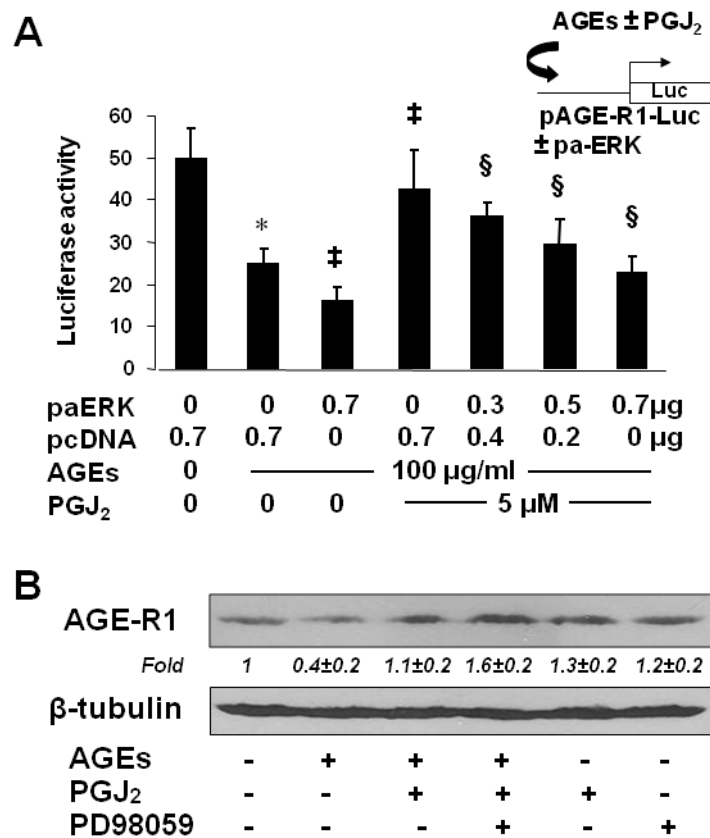 A
AGEs ± PGJ₂
Luc
pAGE-R1-Luc
± pa-ERK
Luciferase activity
60
50
40
30
20
10
0
*
‡
‡
§
§
§
paERK 0 0 0.7 0 0.3 0.5 0.7 µg
pcDNA 0.7 0.7 0 0.7 0.4 0.2 0 µg
AGEs 0 100 µg/ml
PGJ₂ 0 0 0 5 µM
B
AGE-R1
Fold 1 0.4±0.2 1.1±0.2 1.6±0.2 1.3±0.2 1.2±0.2
β-tubulin
AGEs - + + + - -
PGJ₂ - - + + + -
PD98059 - - - + - +